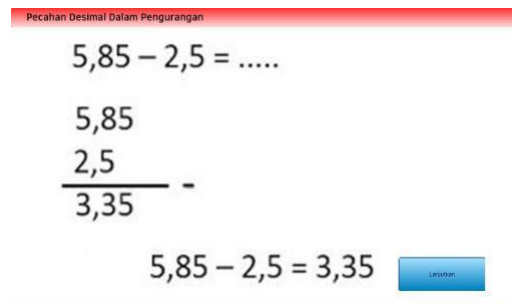 Pecahan Desimal Dalam Pengurangan
5,85 – 2,5 = .....
5,85
2,5
-
3,35
5,85 – 2,5 = 3,35
Lanjutkan